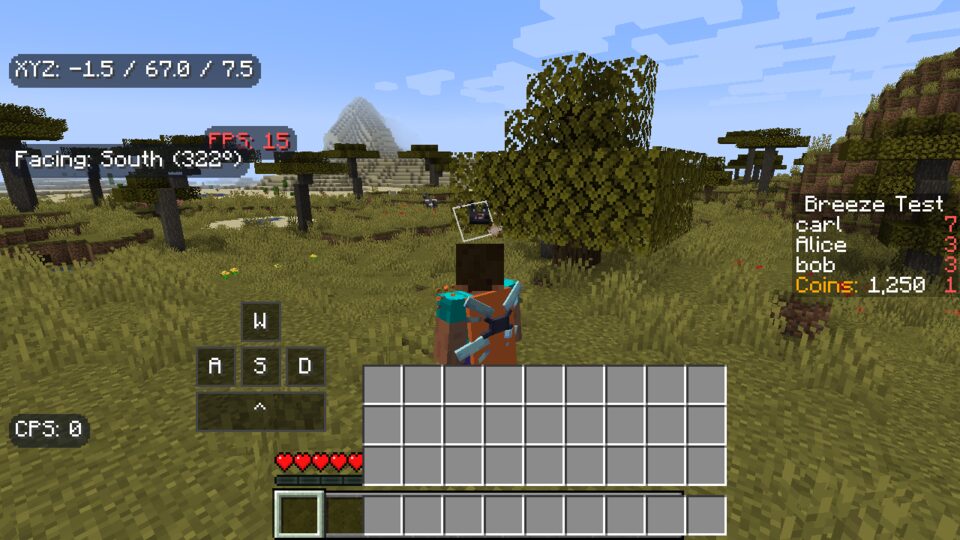 XYZ: -1.5 / 67.0 / 7.5
FPS: 15
Facing: South (322°)
Breeze Test
carl 7
Alice 3
bob 3
Coins: 1,250 1
W
A S D
^
CPS: 0